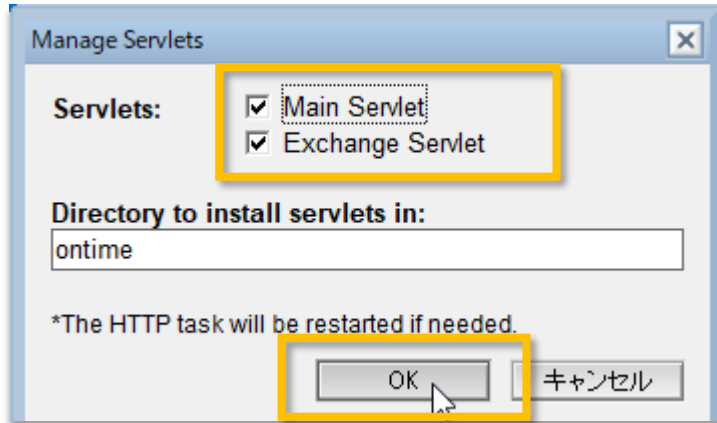 Manage Servlets
Servlets: Main Servlet
Exchange Servlet
Directory to install servlets in:
ontime
*The HTTP task will be restarted if needed.
OK キャンセル